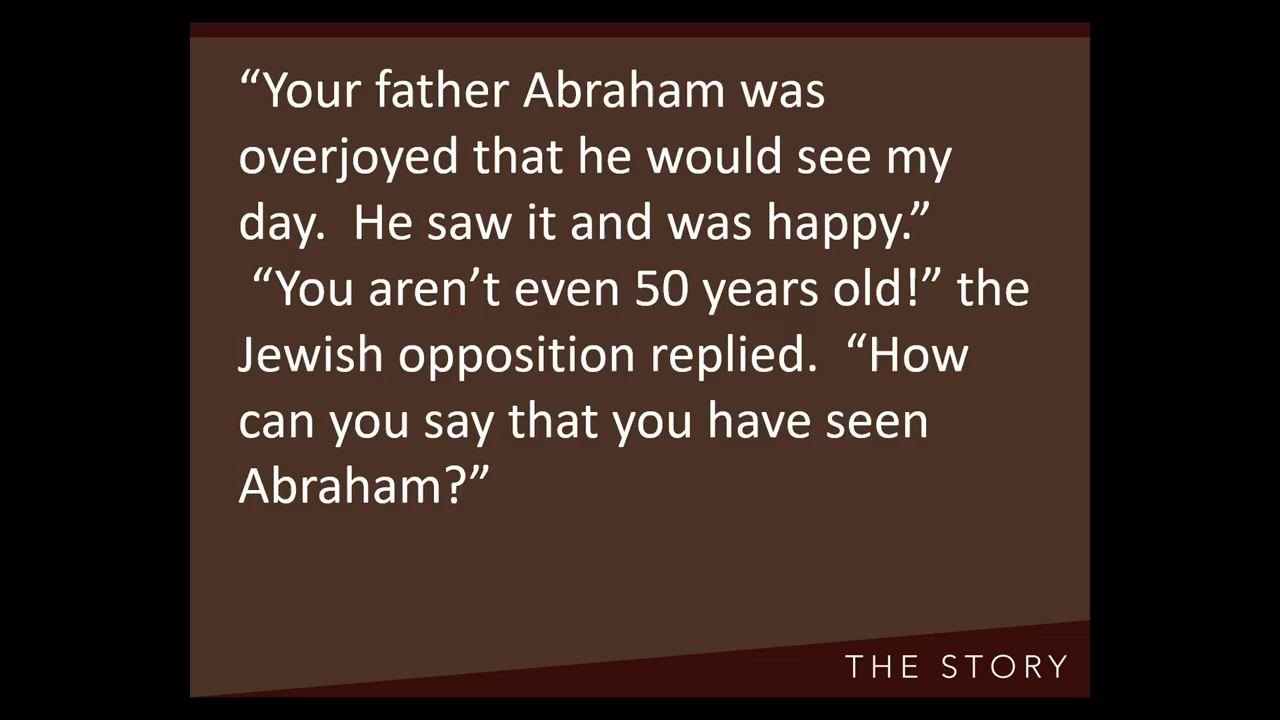 “Your father Abraham was
overjoyed that he would see my
day.  He saw it and was happy.”
“You aren’t even 50 years old!” the
Jewish opposition replied.  “How
can you say that you have seen
Abraham?”
THE STORY